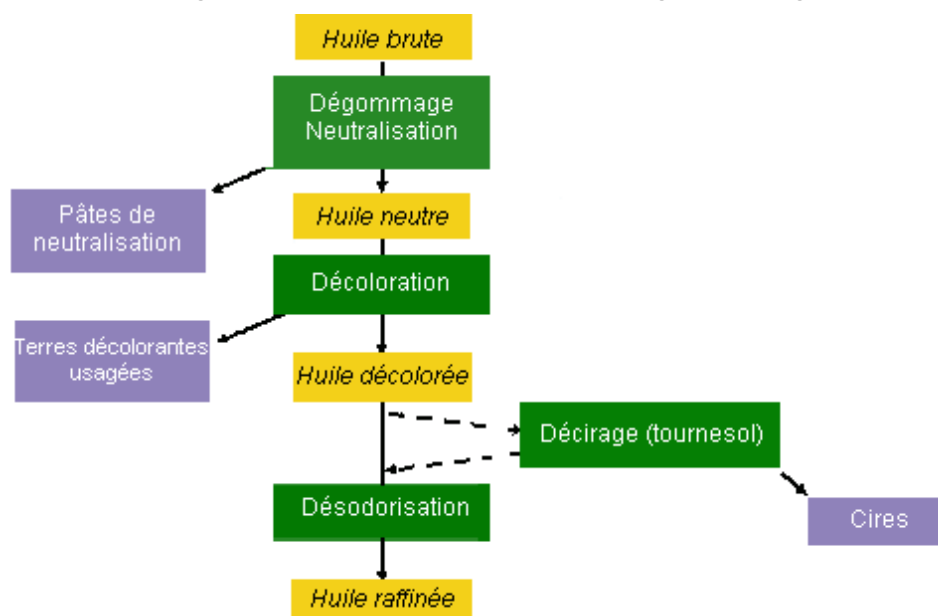 Huile brute
Dégommage
Neutralisation
Pâtes de
neutralisation
Huile neutre
Décoloration
Terres décolorantes
usagées
Huile décolorée
Décirage (tournesol)
Désodorisation
Cires
Huile raffinée